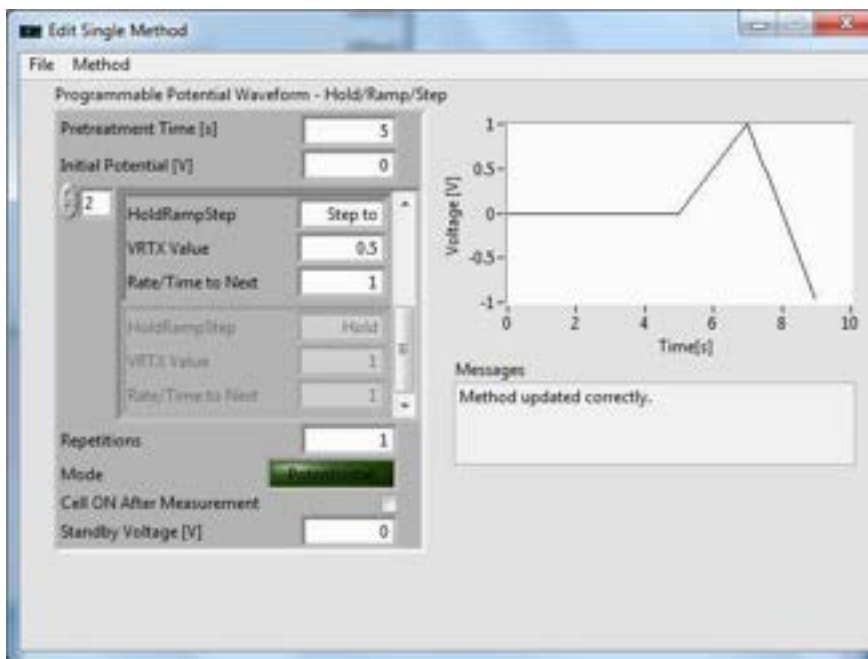 Edit Single Method
File Method
Programmable Potential Waveform - Hold/Ramp/Step
Pretreatment Time [s] 5
Initial Potential [V] 0
2
HoldRampStep Step to
VRTX Value 0.5
Rate/Time to Next 1
HoldRampStep Hold
VRTX Value 1
Rate/Time to Next 1
Repetitions 1
Mode
Cell ON After Measurement
Standby Voltage [V] 0
Voltage [V]
1
0.5
0
-0.5
-1
0 2 4 6 8 10
Time[s]
Messages
Method updated correctly.